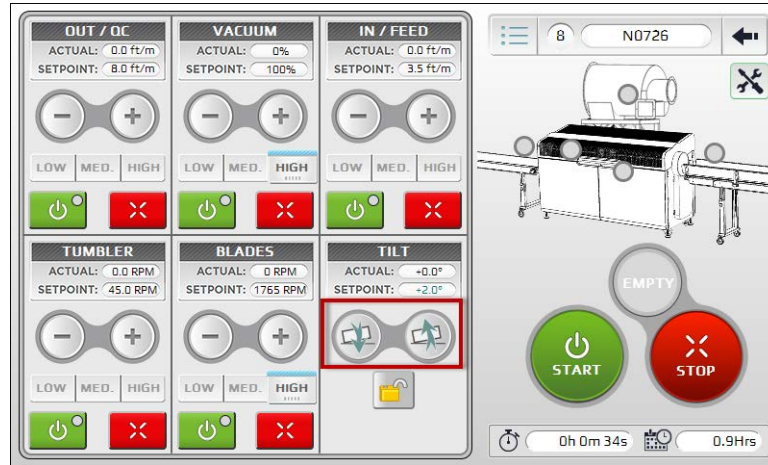 OUT / QC
ACTUAL: 0.0 ft/m
SETPOINT: 8.0 ft/m
LOW MED. HIGH
VACUUM
ACTUAL: 0%
SETPOINT: 100%
LOW MED. HIGH
IN / FEED
ACTUAL: 0.0 ft/m
SETPOINT: 3.5 ft/m
LOW MED. HIGH
TUMBLER
ACTUAL: 0.0 RPM
SETPOINT: 45.0 RPM
LOW MED. HIGH
BLADES
ACTUAL: 0 RPM
SETPOINT: 1765 RPM
LOW MED. HIGH
TILT
ACTUAL: +0.0°
SETPOINT: +2.0°
8 N0726
EMPTY
START
STOP
0h 0m 34s 0.9Hrs